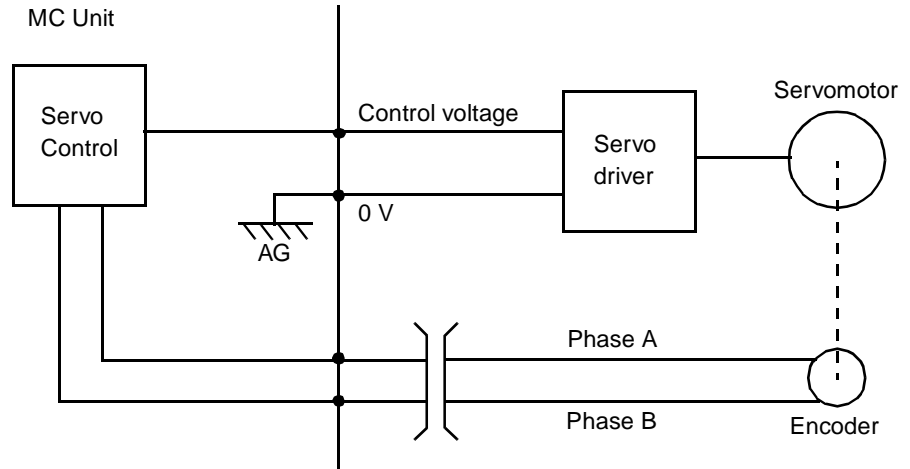 MC Unit
Servo
Control
Control voltage
0 V
AG
Servo
driver
Servomotor
Phase A
Phase B
Encoder